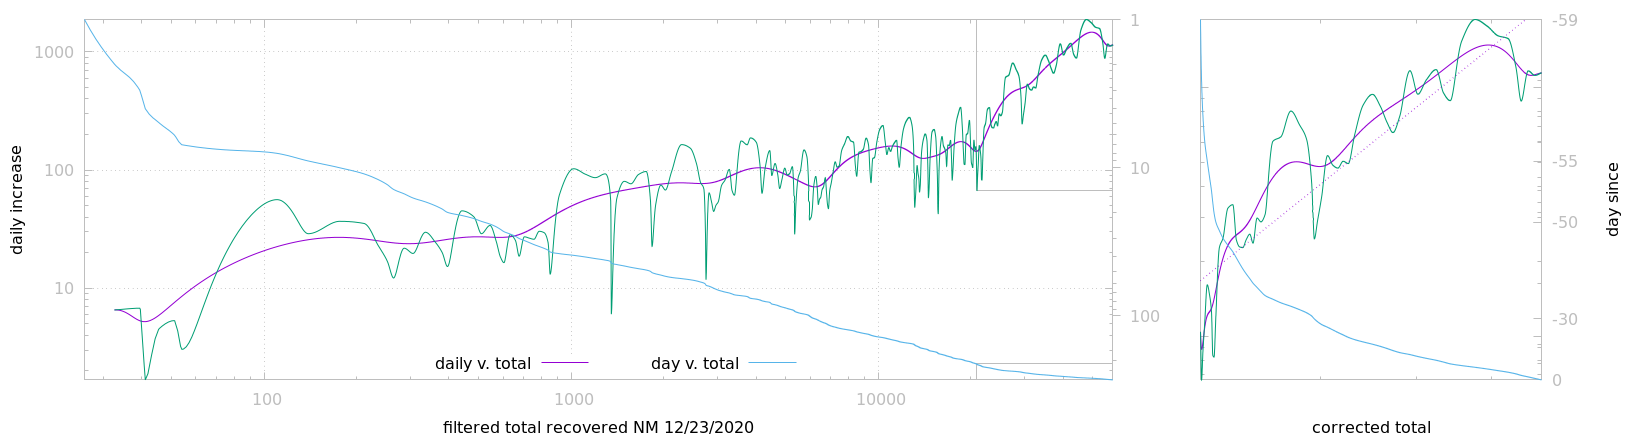 1000
100
10
daily increase
1
10
100
daily v. total
day v. total
100
1000
10000
filtered total recovered NM 12/23/2020
-59
-55
-50
-30
0
day since
corrected total